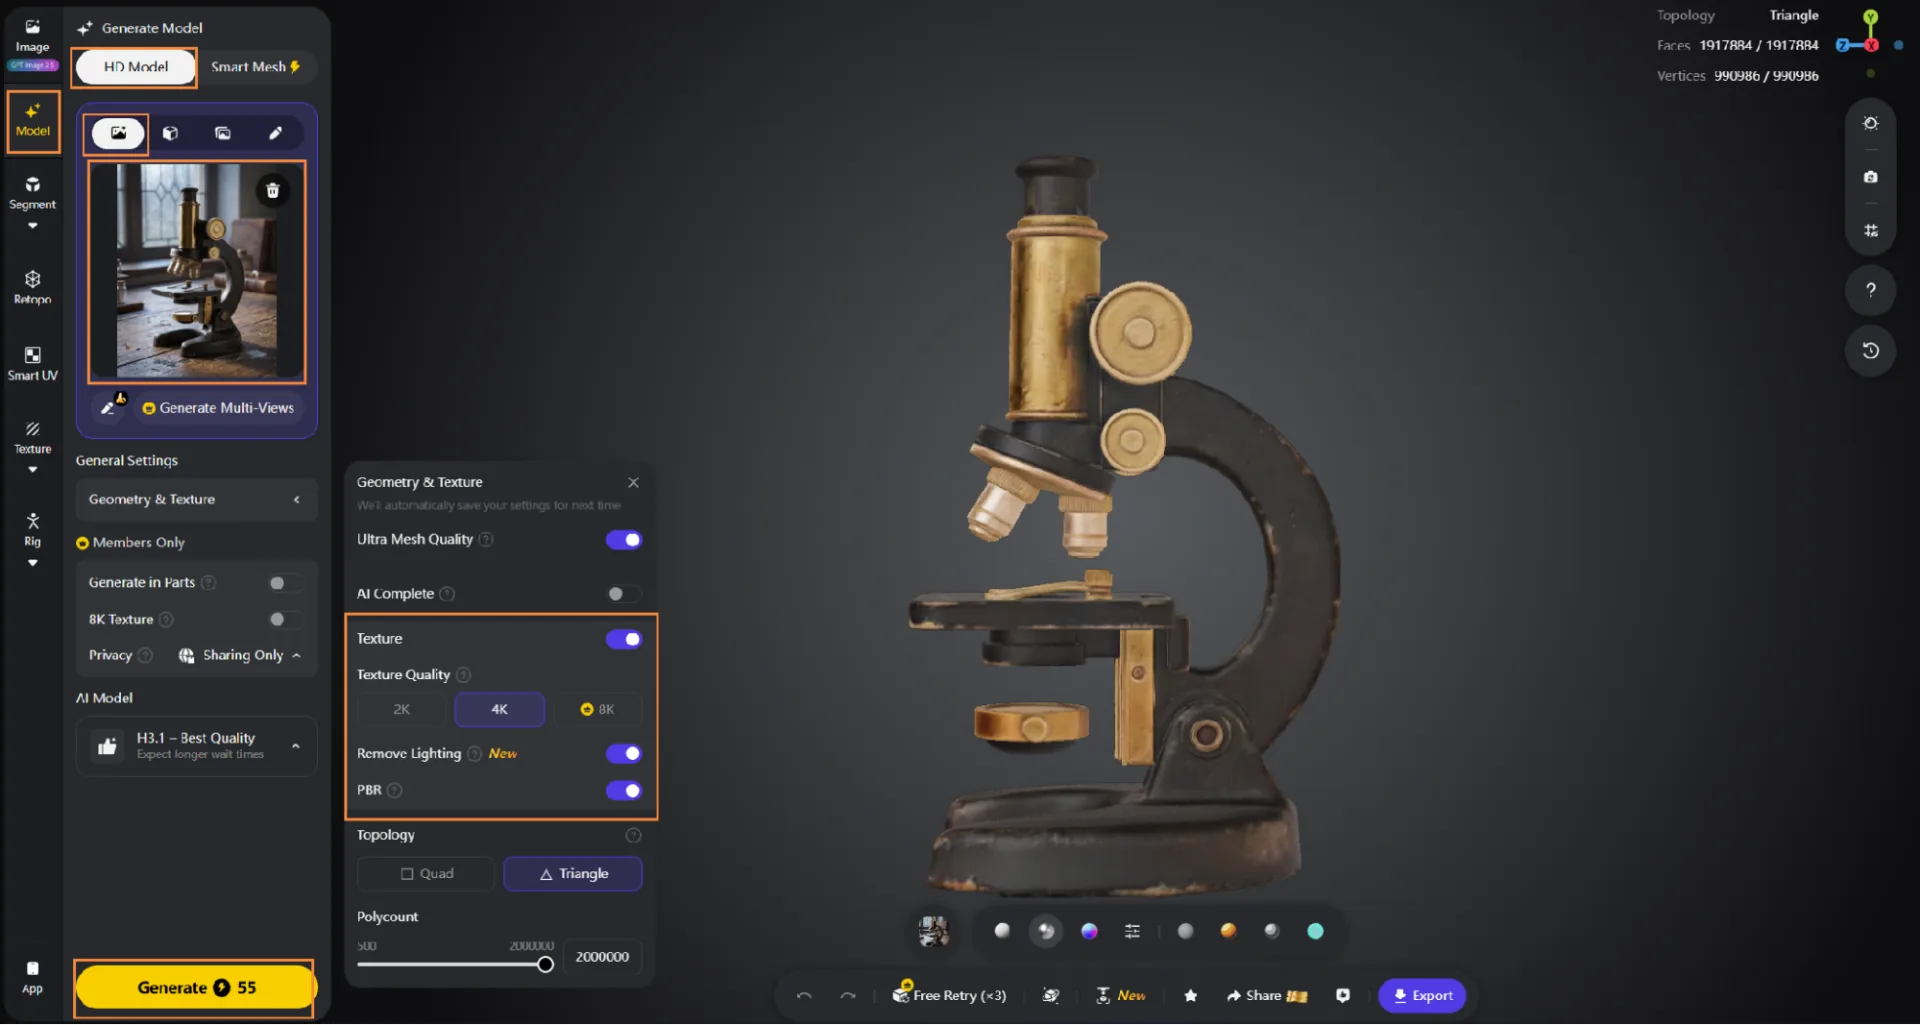 Image
GPT Image 2.5
Model
Segment
Retopo
Smart UV
Texture
Rig
App
Generate Model
HD Model
Smart Mesh
Generate Multi-Views
General Settings
Geometry & Texture
Members Only
Generate in Parts
8K Texture
Privacy
Sharing Only
AI Model
H3.1 – Best Quality
Expect longer wait times
Generate 55
Geometry & Texture
We'll automatically save your settings for next time
Ultra Mesh Quality
AI Complete
Texture
Texture Quality
2K 4K 8K
Remove Lighting New
PBR
Topology
Quad Triangle
Polycount
500 2000000
2000000
Topology Triangle
Faces 1917884 / 1917884
Vertices 990986 / 990986
Y
Z X
?
Free Retry (×3)
New
Share
Export